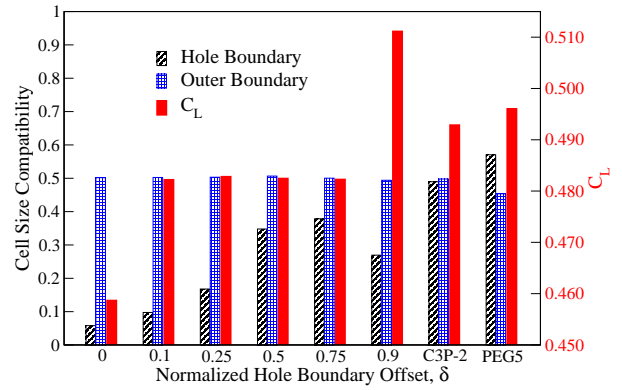 Cell Size Compatibility
1
0.9
0.8
0.7
0.6
0.5
0.4
0.3
0.2
0.1
0
Hole Boundary
Outer Boundary
C_L
0.510
0.500
0.490
0.480
0.470
0.460
0.450
C_L
0 0.1 0.25 0.5 0.75 0.9 C3P-2 PEG5
Normalized Hole Boundary Offset, δ